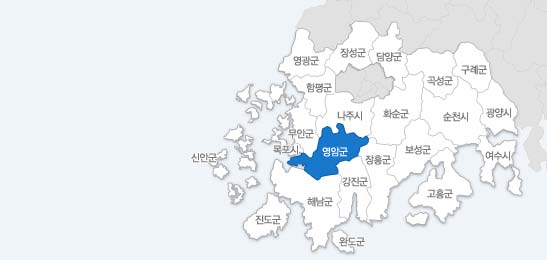 장성군
담양군
영광군
곡성군
구례군
함평군
나주시
화순군
순천시
광양시
무안군
목포시
영암군
신안군
장흥군
보성군
여수시
강진군
고흥군
해남군
진도군
완도군